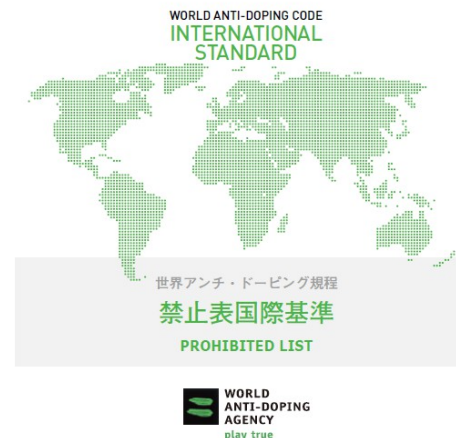 WORLD ANTI-DOPING CODE
INTERNATIONAL
STANDARD
世界アンチ・ドーピング規程
禁止表国際基準
PROHIBITED LIST
WORLD
ANTI-DOPING
AGENCY
play true